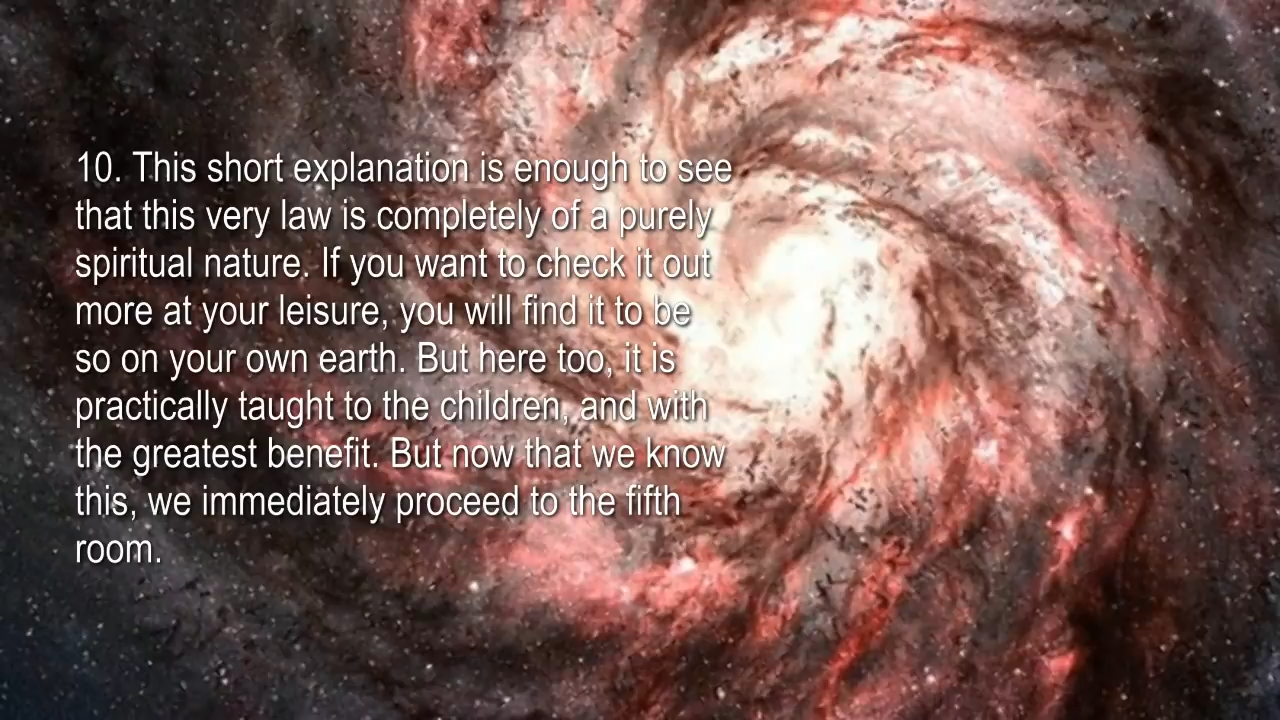 10. This short explanation is enough to see
that this very law is completely of a purely
spiritual nature. If you want to check it out
more at your leisure, you will find it to be
so on your own earth. But here too, it is
practically taught to the children, and with
the greatest benefit. But now that we know
this, we immediately proceed to the fifth
room.